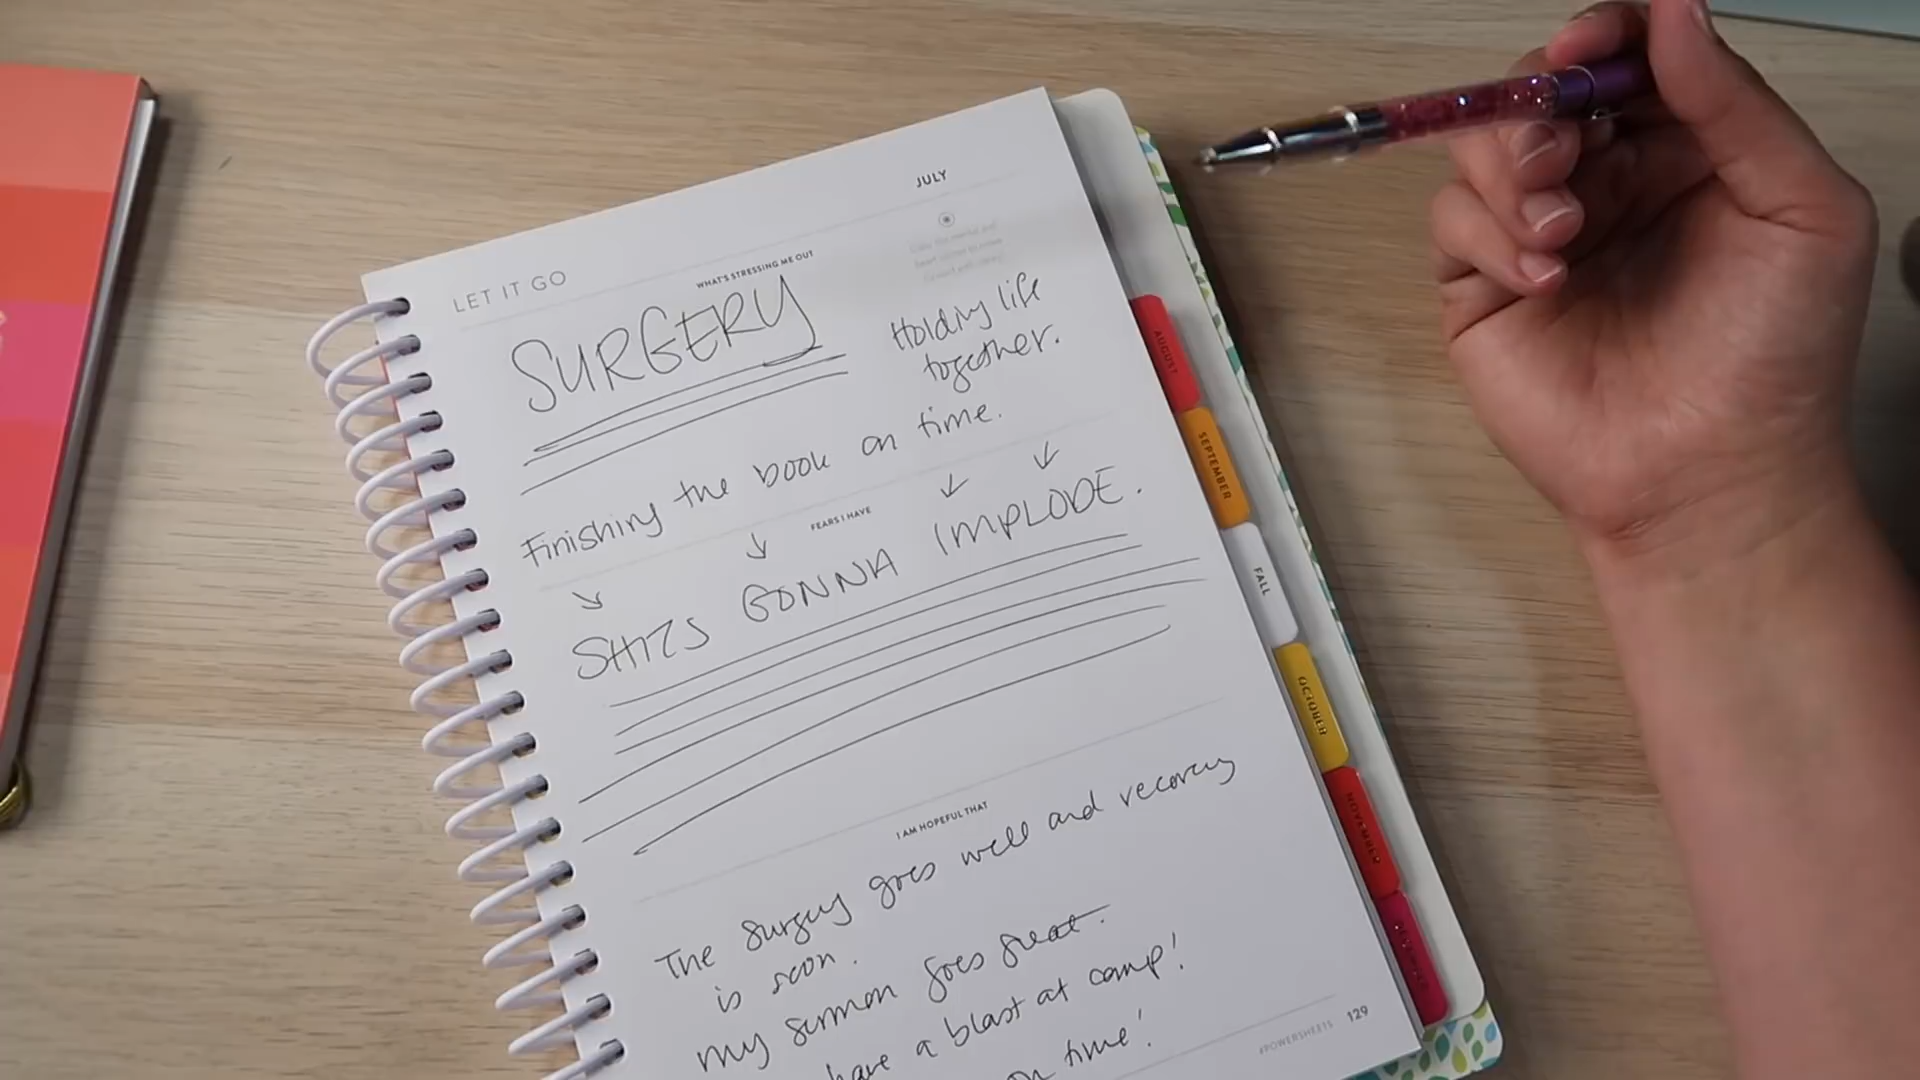 JULY
LET IT GO
WHAT'S STRESSING ME OUT
SURGERY
Holding life
together.
Finishing the book on time.
FEARS I HAVE
SHITS GONNA IMPLODE.
I AM HOPEFUL THAT
The surgery goes well and recovery
is soon.
My sermon goes great.
have a blast at camp!
on time!
#POWERSHEETS 129
AUGUST
SEPTEMBER
FALL
OCTOBER
NOVEMBER
DECEMBER